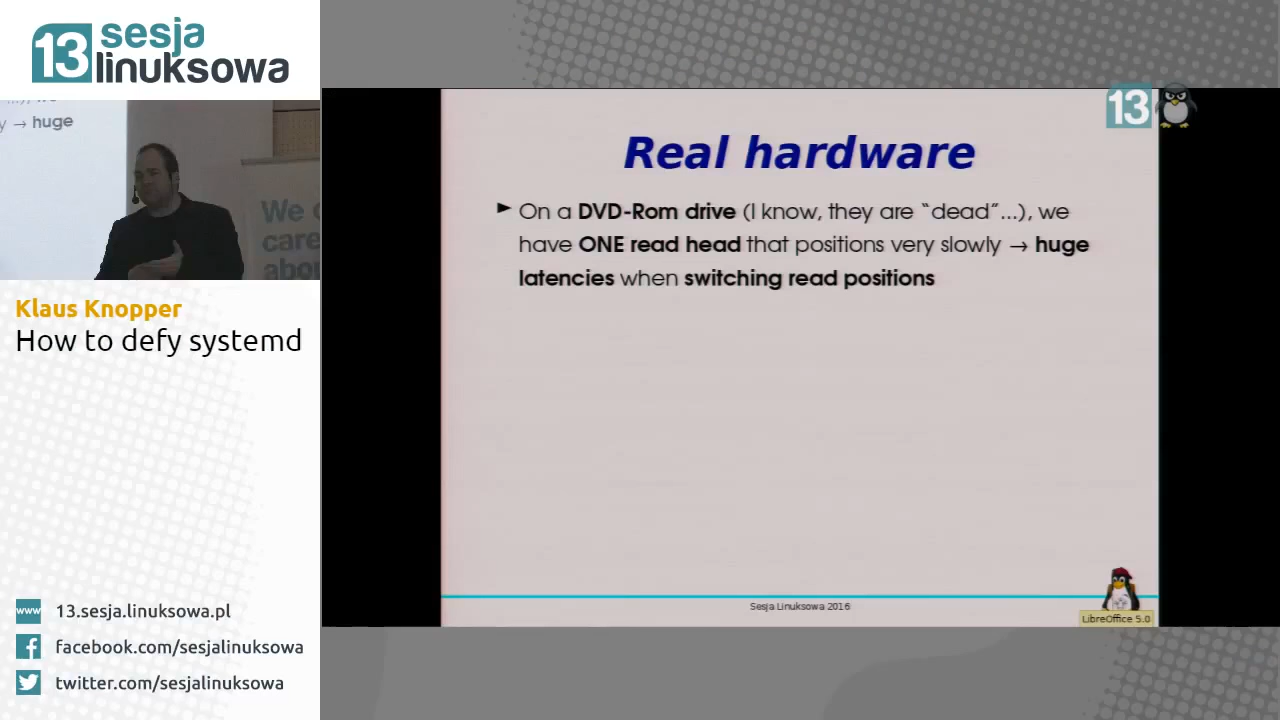 13 sesja
linuksowa
huge
We
care
abou
Klaus Knopper
How to defy systemd
www 13.sesja.linuksowa.pl
facebook.com/sesjalinuksowa
twitter.com/sesjalinuksowa
13
Real hardware
► On a DVD-Rom drive (I know, they are “dead”...), we
have ONE read head that positions very slowly → huge
latencies when switching read positions
Sesja Linuksowa 2016
LibreOffice 5.0